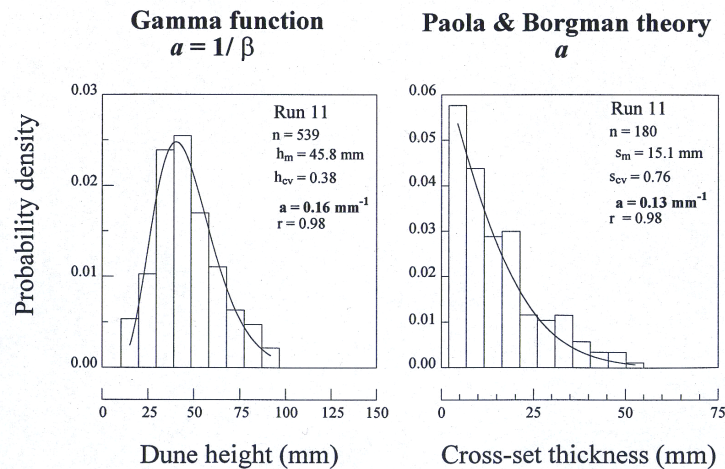 Gamma function
a = 1/ β
Probability density
0.03
0.02
0.01
0.00
Run 11
n = 539
hm = 45.8 mm
hcv = 0.38
a = 0.16 mm-1
r = 0.98
0 25 50 75 100 125 150
Dune height (mm)
Paola & Borgman theory
a
0.06
0.05
0.04
0.03
0.02
0.01
0.00
Run 11
n = 180
sm = 15.1 mm
scv = 0.76
a = 0.13 mm-1
r = 0.98
0 25 50 75
Cross-set thickness (mm)